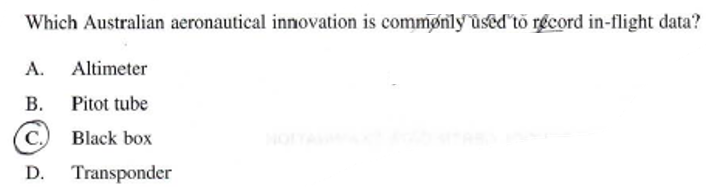 Which Australian aeronautical innovation is commonly used to record in-flight data?
A. Altimeter
B. Pitot tube
C. Black box
D. Transponder